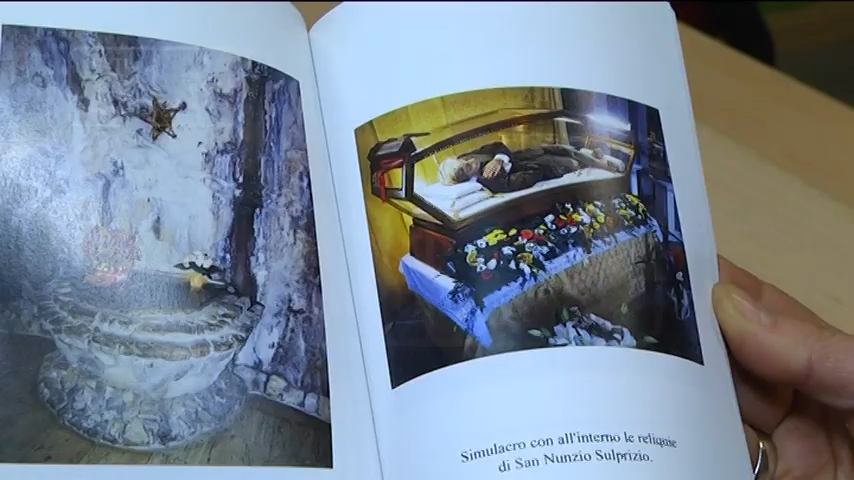 Simulacro con all'interno le reliquie
di San Nunzio Sulprizio.